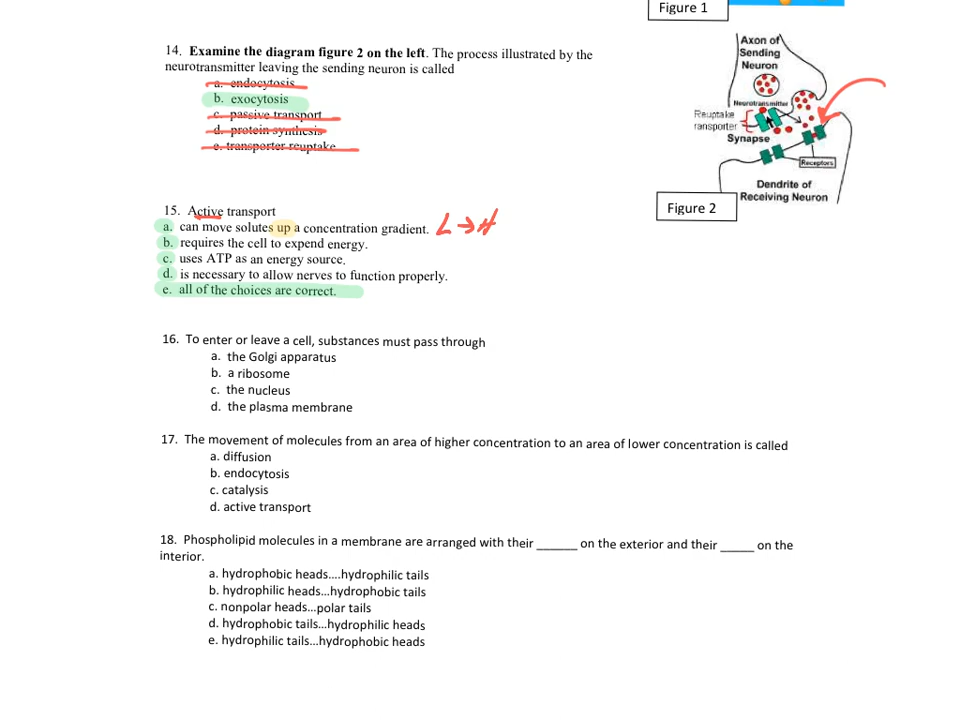 Figure 1
14. Examine the diagram figure 2 on the left. The process illustrated by the
neurotransmitter leaving the sending neuron is called
a. endocytosis
b. exocytosis
c. passive transport
d. protein synthesis
e. transporter reuptake
Axon of
Sending
Neuron
Neurotransmitter
Reuptake
ransporter
Synapse
Receptors
Dendrite of
Receiving Neuron
Figure 2
15. Active transport
a. can move solutes up a concentration gradient. L → H
b. requires the cell to expend energy.
c. uses ATP as an energy source.
d. is necessary to allow nerves to function properly.
e. all of the choices are correct.
16. To enter or leave a cell, substances must pass through
a. the Golgi apparatus
b. a ribosome
c. the nucleus
d. the plasma membrane
17. The movement of molecules from an area of higher concentration to an area of lower concentration is called
a. diffusion
b. endocytosis
c. catalysis
d. active transport
18. Phospholipid molecules in a membrane are arranged with their ______ on the exterior and their _____ on the
interior.
a. hydrophobic heads....hydrophilic tails
b. hydrophilic heads...hydrophobic tails
c. nonpolar heads...polar tails
d. hydrophobic tails...hydrophilic heads
e. hydrophilic tails...hydrophobic heads